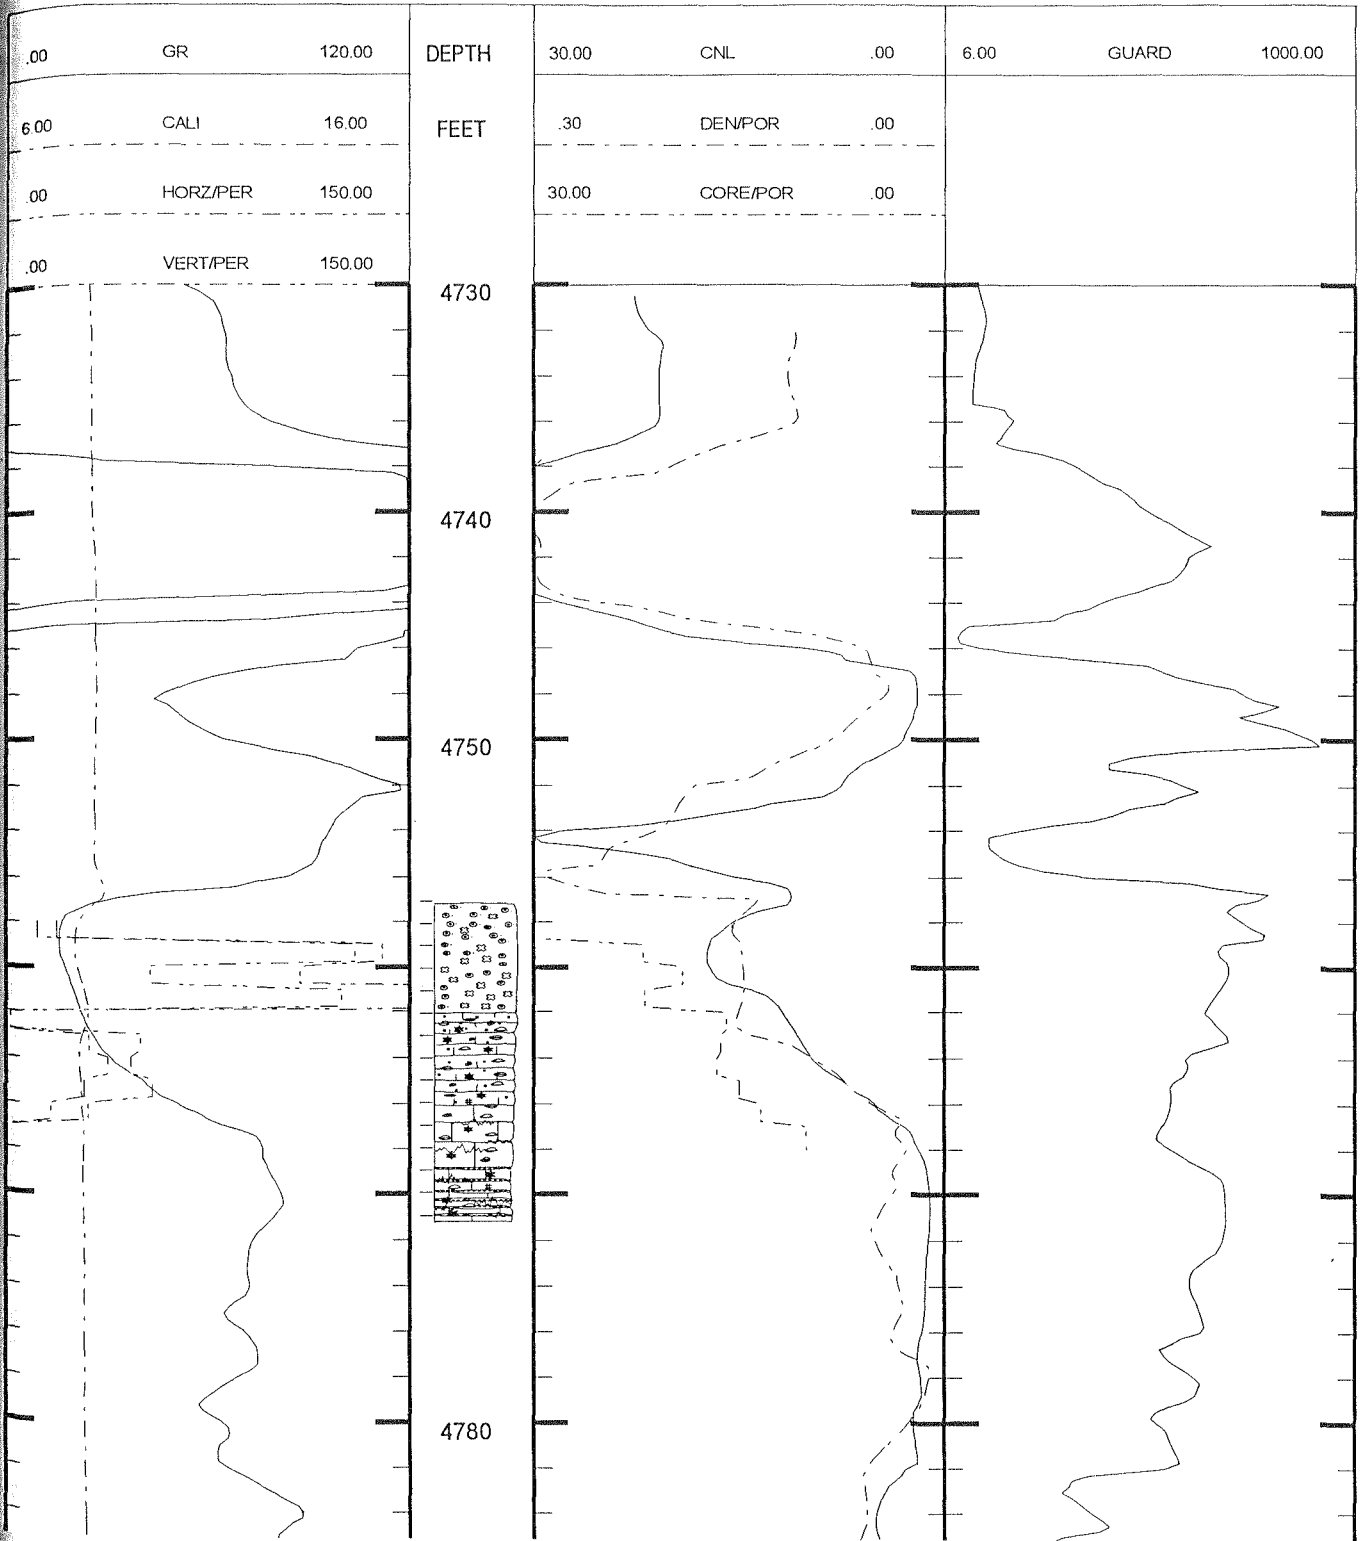 .00 GR 120.00 DEPTH 30.00 CNL .00 6.00 GUARD 1000.00
6.00 CALI 16.00 FEET .30 DEN/POR .00
.00 HORZ/PER 150.00 30.00 CORE/POR .00
.00 VERT/PER 150.00
4730
4740
4750
4780